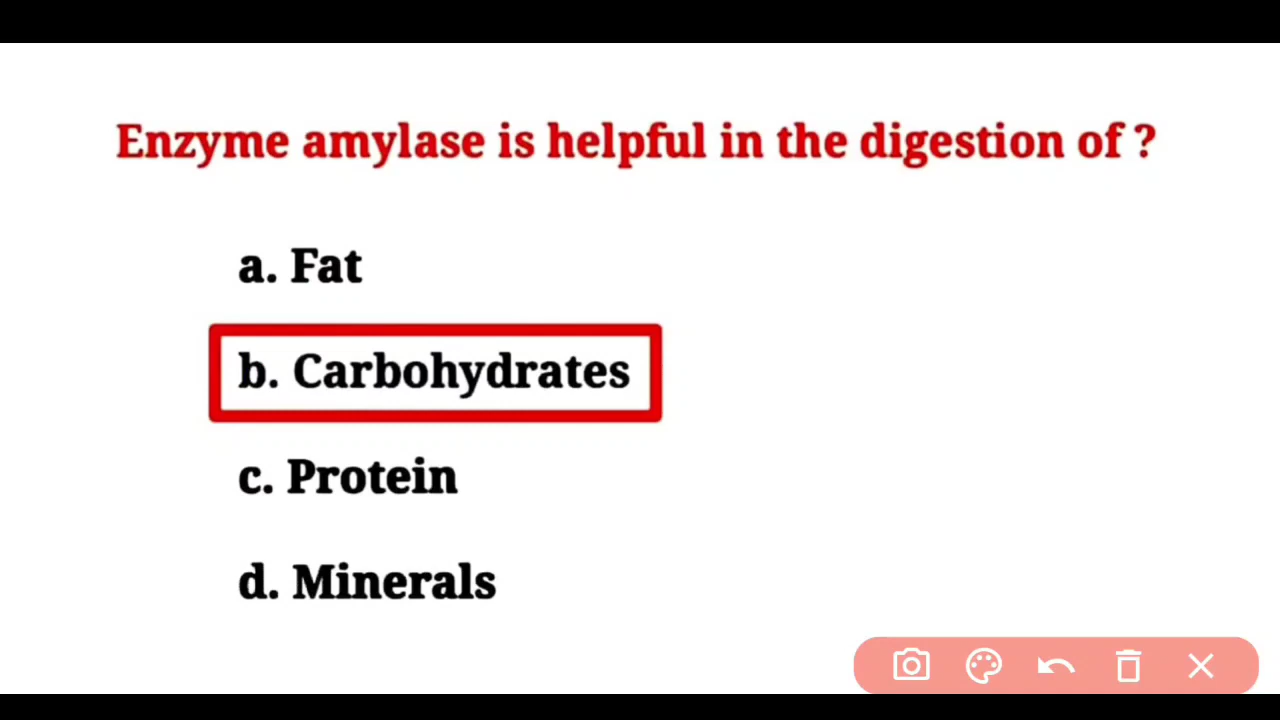 Enzyme amylase is helpful in the digestion of ?
a. Fat
b. Carbohydrates
c. Protein
d. Minerals